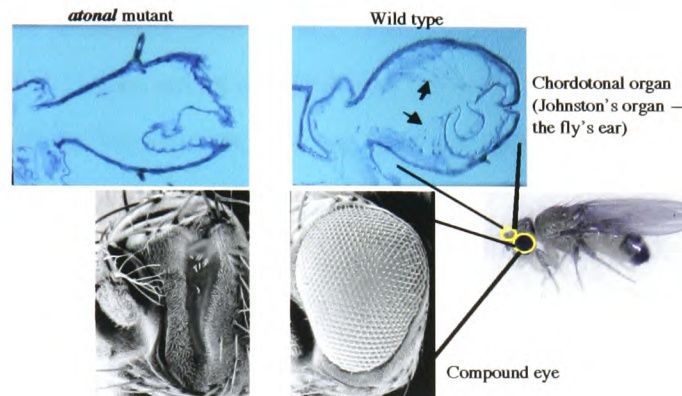 atonal mutant
Wild type
Chordotonal organ
(Johnston's organ –
the fly's ear)
Compound eye